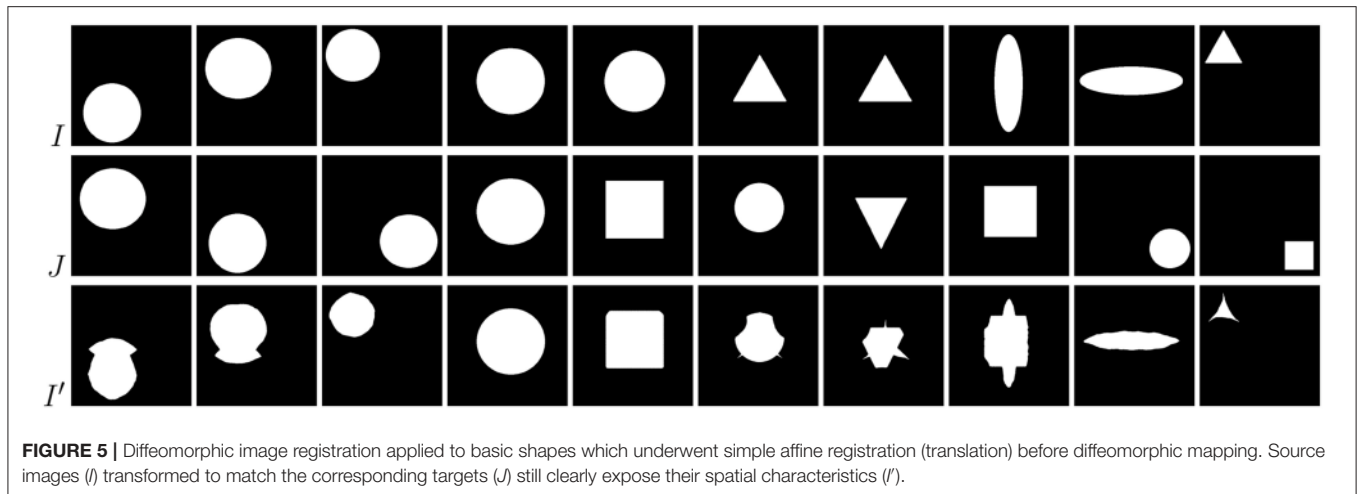 I
J
I′
FIGURE 5 | Diffeomorphic image registration applied to basic shapes which underwent simple affine registration (translation) before diffeomorphic mapping. Source
images (I) transformed to match the corresponding targets (J) still clearly expose their spatial characteristics (I′).